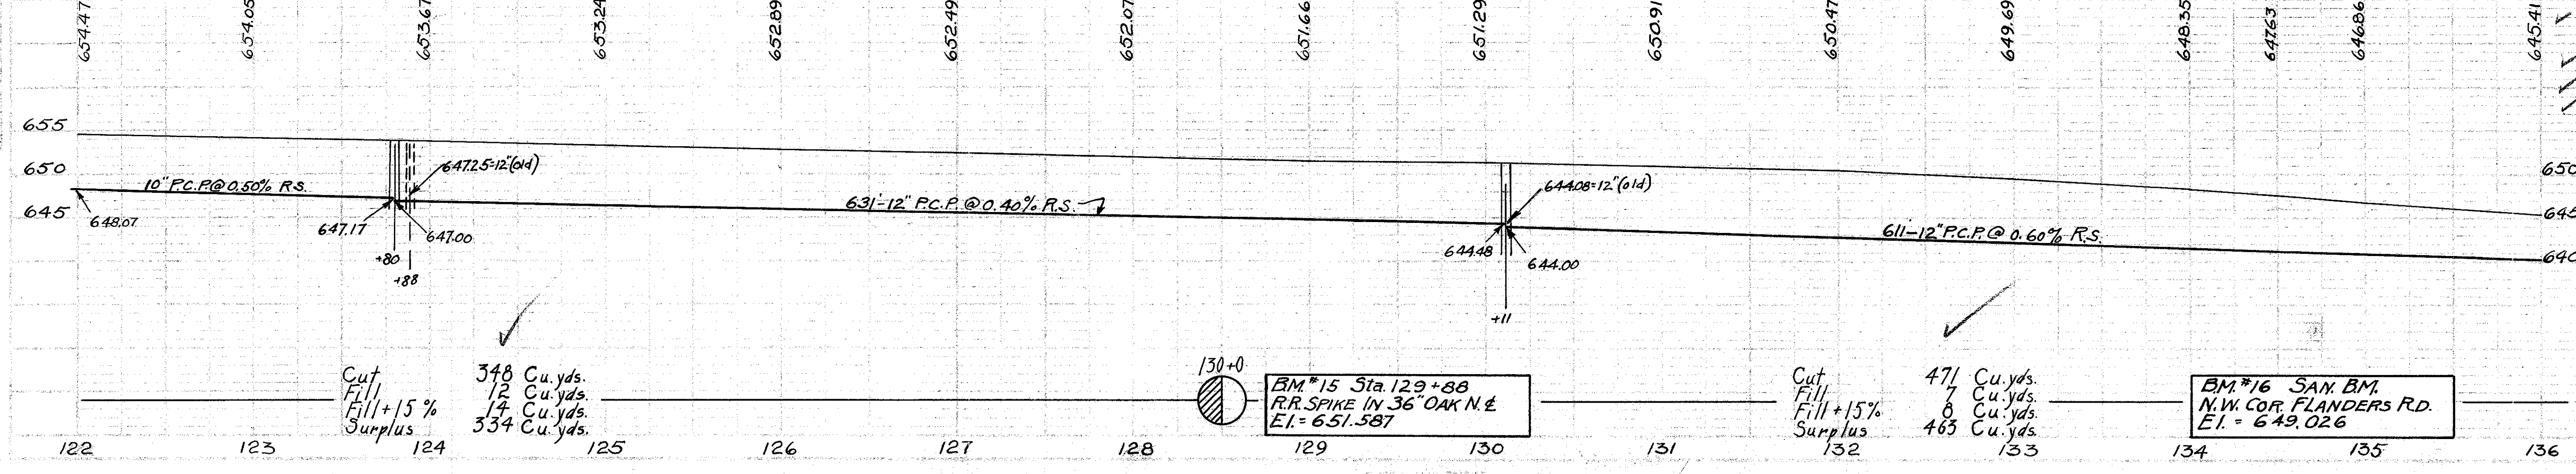 654.47 654.05 653.67 653.24 652.89 652.49 652.07 651.66 651.29 650.91 650.47 649.69 648.35 647.63 646.86 645.41
655
650
645
650
645
640
10" P.C.P. @ 0.50% R.S.
648.07
647.25=12"(old)
647.17
647.00
+80
+88
631'-12" P.C.P. @ 0.40% R.S.
644.08=12"(old)
644.48
644.00
+11
611'-12" P.C.P. @ 0.60% R.S.
Cut 348 Cu.yds.
Fill 12 Cu.yds.
Fill+15% 14 Cu.yds.
Surplus 334 Cu.yds.
130+0
B.M.#15 Sta.129+88
R.R. SPIKE IN 36" OAK N. ℄
El.= 651.587
Cut 471 Cu.yds.
Fill 7 Cu.yds.
Fill+15% 8 Cu.yds.
Surplus 463 Cu.yds.
B.M.#16 SAN. B.M.
N.W. COR. FLANDERS RD.
El. = 649.026
122 123 124 125 126 127 128 129 130 131 132 133 134 135 136